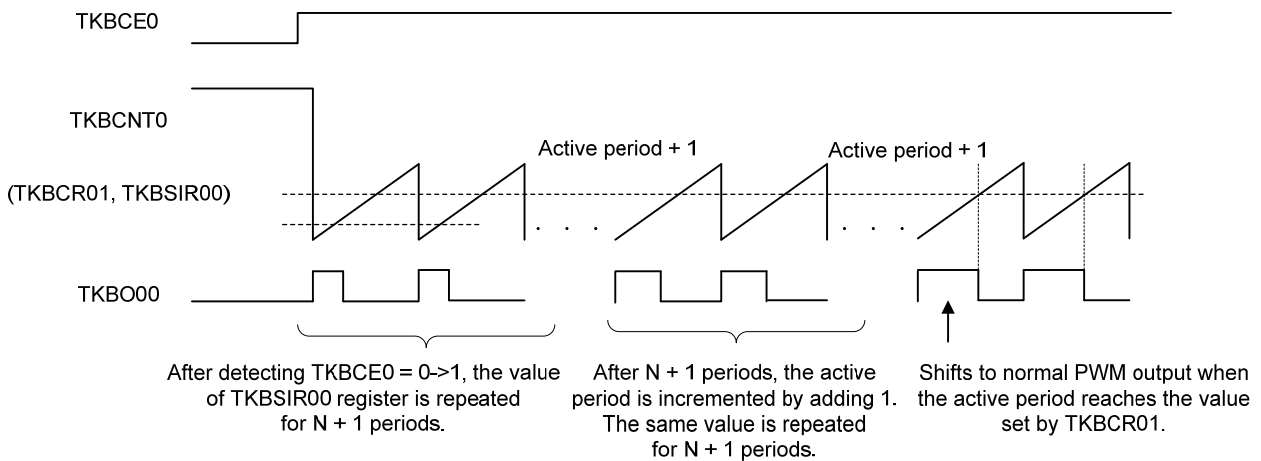 TKBCE0
TKBCNT0
Active period + 1
Active period + 1
(TKBCR01, TKBSIR00)
. . .
. . .
TKBO00
After detecting TKBCE0 = 0->1, the value
of TKBSIR00 register is repeated
for N + 1 periods.
After N + 1 periods, the active
period is incremented by adding 1.
The same value is repeated
for N + 1 periods.
Shifts to normal PWM output when
the active period reaches the value
set by TKBCR01.